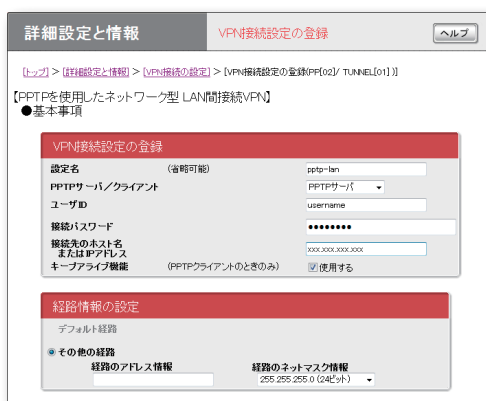 詳細設定と情報
VPN接続設定の登録
ヘルプ
[トップ] > [詳細設定と情報] > [VPN接続の設定] > [VPN接続設定の登録(PP[02]/ TUNNEL[01] )]
【PPTPを使用したネットワーク型 LAN間接続VPN】
●基本事項
VPN接続設定の登録
設定名 (省略可能) pptp-lan
PPTPサーバ/クライアント PPTPサーバ
ユーザID username
接続パスワード ●●●●●●●●
接続先のホスト名
またはIPアドレス xxx.xxx.xxx.xxx
キープアライブ機能 (PPTPクライアントのときのみ) 使用する
経路情報の設定
デフォルト経路
その他の経路
経路のアドレス情報 経路のネットマスク情報
255.255.255.0 (24ビット)